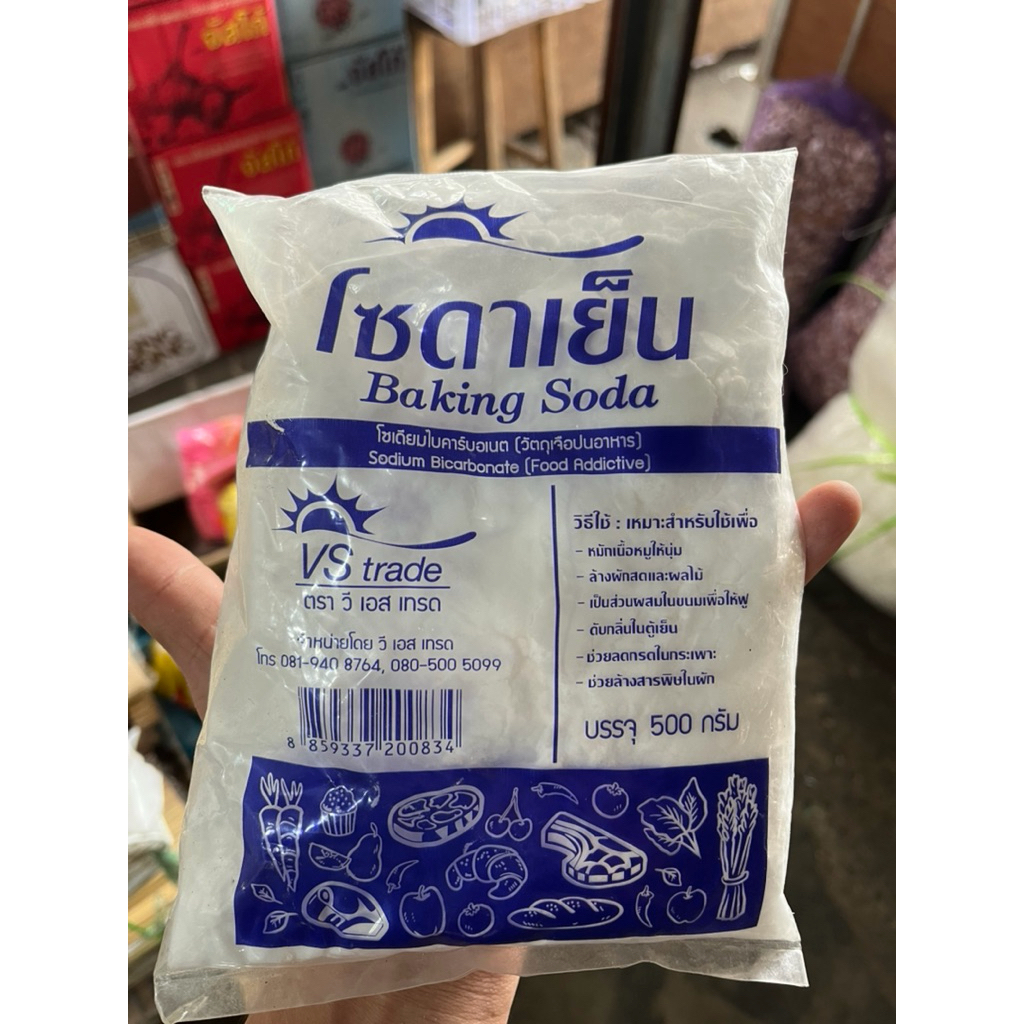 จัสโก้
โซดาเย็น
Baking Soda
โซเดียมไบคาร์บอเนต (วัตถุเจือปนอาหาร)
Sodium Bicarbonate (Food Addictive)
VS trade
ตรา วี เอส เทรด
จำหน่ายโดย วี เอส เทรด
โทร 081-940 8764, 080-500 5099
8 859337 200834
วิธีใช้ : เหมาะสำหรับใช้เพื่อ
- หมักเนื้อหมูให้นุ่ม
- ล้างผักสดและผลไม้
- เป็นส่วนผสมในขนมเพื่อให้ฟู
- ดับกลิ่นในตู้เย็น
- ช่วยลดกรดในกระเพาะ
- ช่วยล้างสารพิษในผัก
บรรจุ 500 กรัม